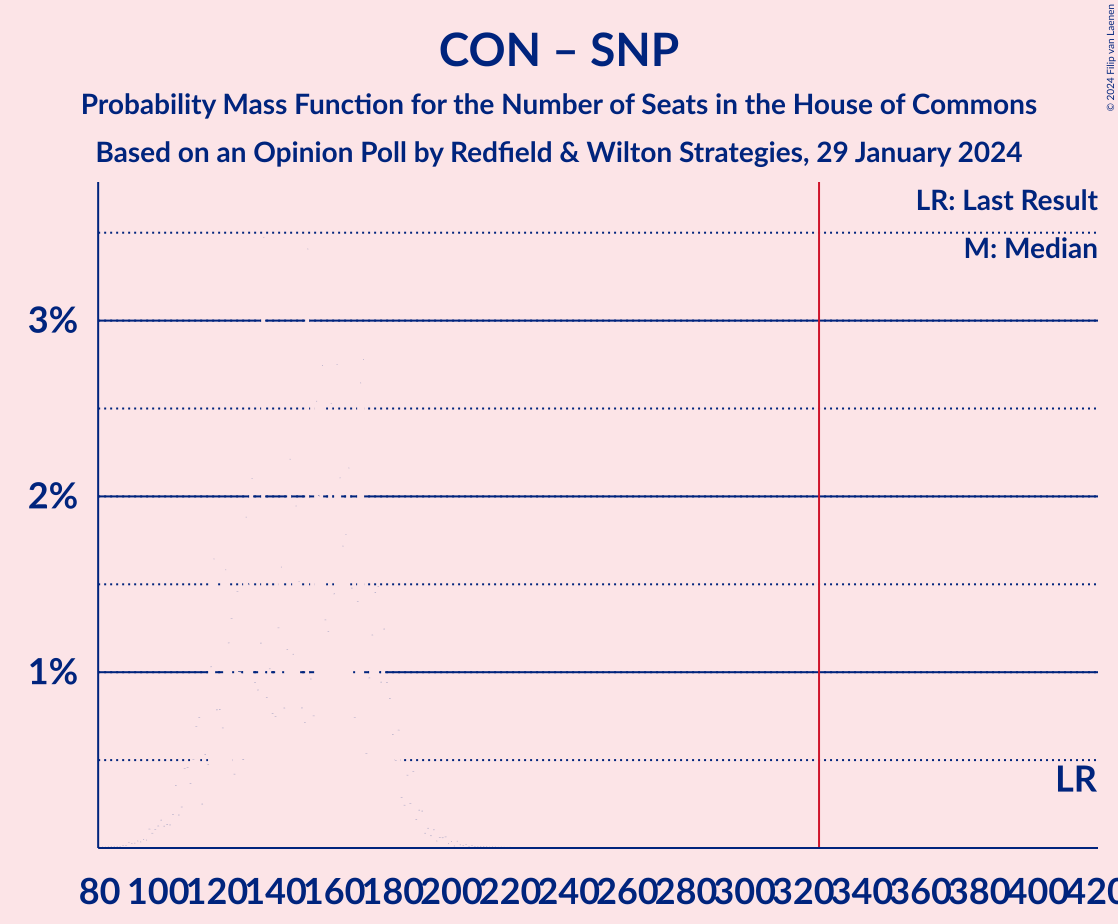 CON – SNP
Probability Mass Function for the Number of Seats in the House of Commons
Based on an Opinion Poll by Redfield & Wilton Strategies, 29 January 2024
© 2024 Filip van Laenen
LR: Last Result
M: Median
3%
2%
1%
LR
80 100 120 140 160 180 200 220 240 260 280 300 320 340 360 380 400 420